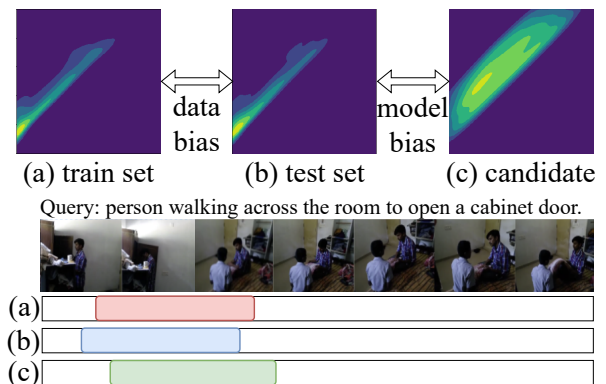 data
bias
model
bias
(a) train set
(b) test set
(c) candidate
Query: person walking across the room to open a cabinet door.
(a)
(b)
(c)